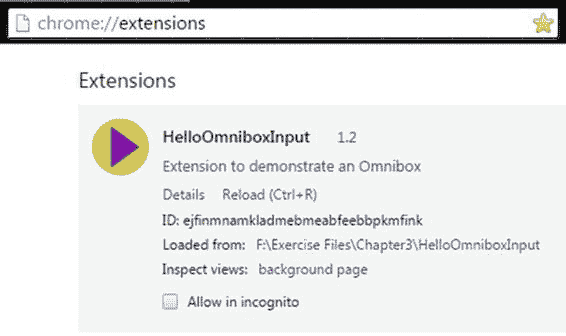 chrome://extensions
Extensions
HelloOmniboxInput 1.2
Extension to demonstrate an Omnibox
Details Reload (Ctrl+R)
ID: ejfinmnamkladmebmeabfeebbpkmfink
Loaded from: F:\Exercise Files\Chapter3\HelloOmniboxInput
Inspect views: background page
Allow in incognito